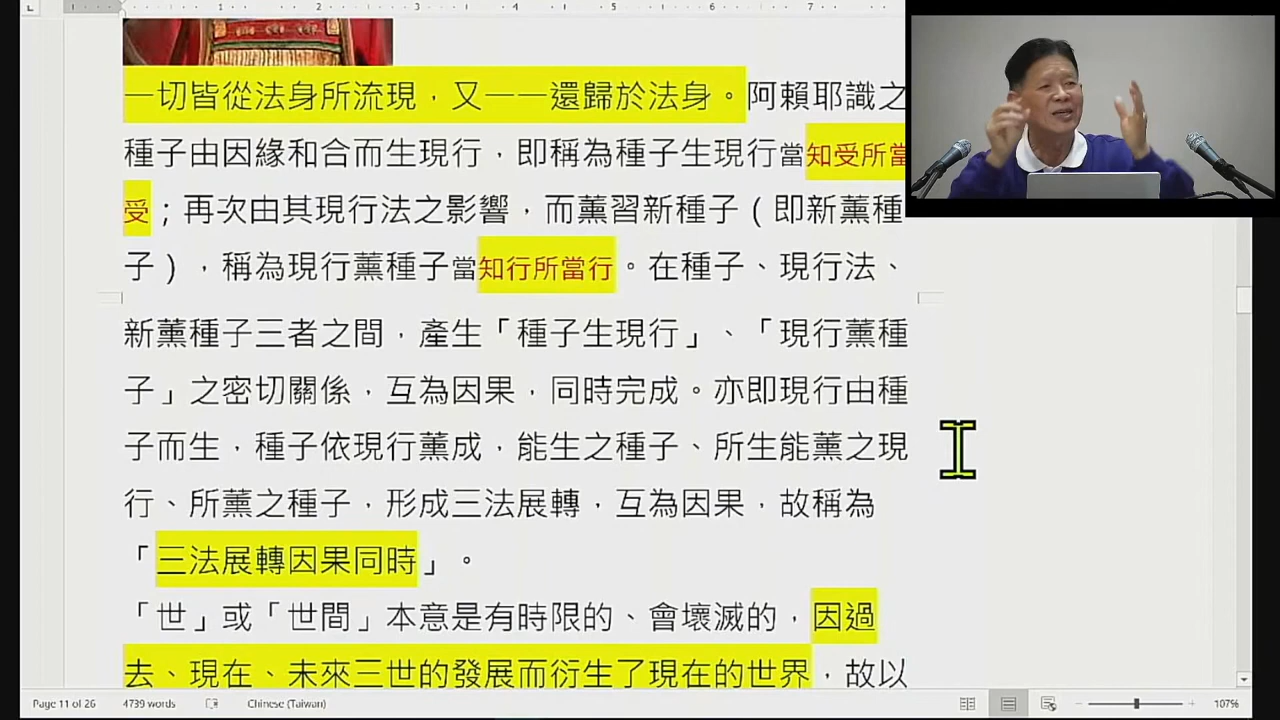 一切皆從法身所流現，又一一還歸於法身。阿賴耶識之
種子由因緣和合而生現行，即稱為種子生現行當知受所當
受；再次由其現行法之影響，而薰習新種子（即新薰種
子），稱為現行薰種子當知行所當行。在種子、現行法、
新薰種子三者之間，產生「種子生現行」、「現行薰種
子」之密切關係，互為因果，同時完成。亦即現行由種
子而生，種子依現行薰成，能生之種子、所生能薰之現
行、所薰之種子，形成三法展轉，互為因果，故稱為
「三法展轉因果同時」。
「世」或「世間」本意是有時限的、會壞滅的，因過
去、現在、未來三世的發展而衍生了現在的世界，故以
Page 11 of 26 4739 words Chinese (Taiwan) 107%